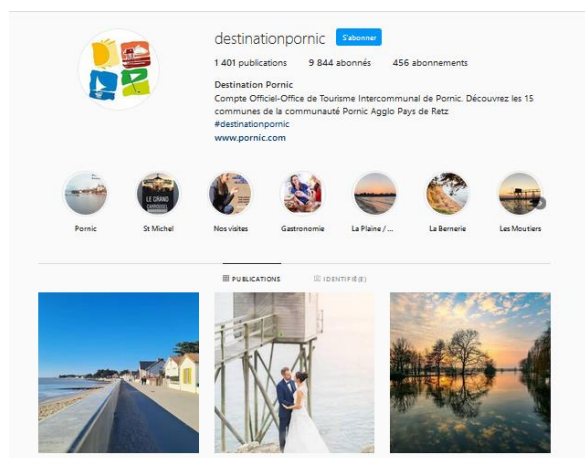 destinationpornic S'abonner
1 401 publications 9 844 abonnés 456 abonnements
Destination Pornic
Compte Officiel-Office de Tourisme Intercommunal de Pornic. Découvrez les 15
communes de la communauté Pornic Agglo Pays de Retz
#destinationpornic
www.pornic.com
LE GRAND
Pornic St Michel Nos visites Gastronomie La Plaine / ... La Bernerie Les Moutiers
PUBLICATIONS IDENTIFIÉ(E)